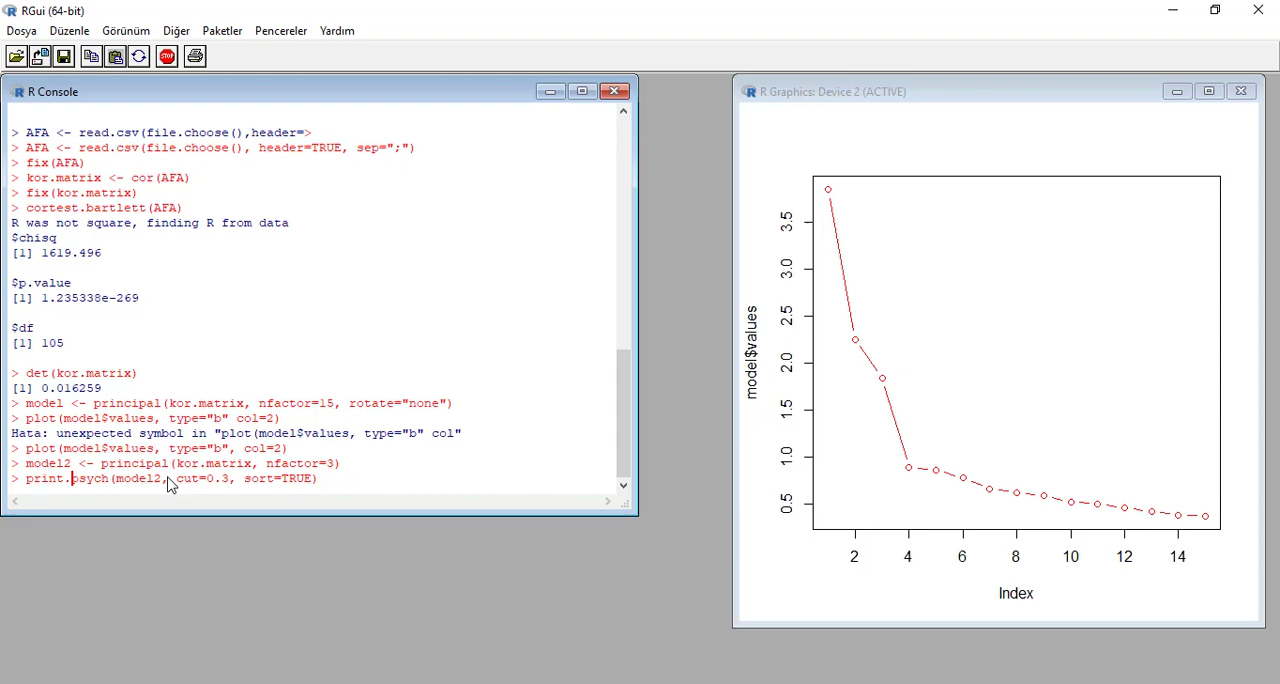 RGui (64-bit)
Dosya Düzenle Görünüm Diğer Paketler Pencereler Yardım
STOP
R Console
> AFA <- read.csv(file.choose(),header=>
> AFA <- read.csv(file.choose(), header=TRUE, sep=";")
> fix(AFA)
> kor.matrix <- cor(AFA)
> fix(kor.matrix)
> cortest.bartlett(AFA)
R was not square, finding R from data
$chisq
[1] 1619.496
$p.value
[1] 1.235338e-269
$df
[1] 105
> det(kor.matrix)
[1] 0.016259
> model <- principal(kor.matrix, nfactor=15, rotate="none")
> plot(model$values, type="b" col=2)
Hata: unexpected symbol in "plot(model$values, type="b" col"
> plot(model$values, type="b", col=2)
> model2 <- principal(kor.matrix, nfactor=3)
> print.psych(model2, cut=0.3, sort=TRUE)
R Graphics: Device 2 (ACTIVE)
model$values
3.5
3.0
2.5
2.0
1.5
1.0
0.5
2 4 6 8 10 12 14
Index